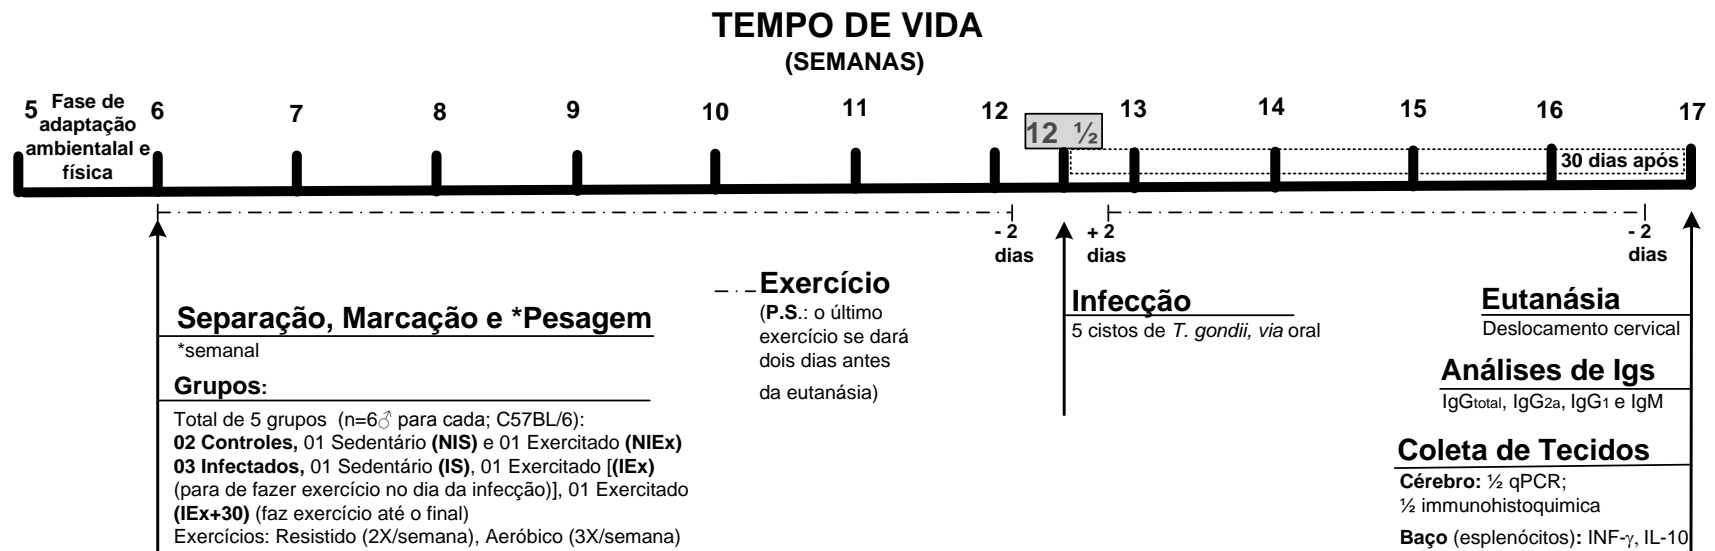 TEMPO DE VIDA
(SEMANAS)
5 Fase de adaptação ambientalal e física
6 7 8 9 10 11 12 12 ½ 13 14 15 16 17
30 dias após
- 2 dias
+ 2 dias
- 2 dias
Separação, Marcação e *Pesagem
*semanal
Grupos:
Total de 5 grupos (n=6♂ para cada; C57BL/6):
02 Controles, 01 Sedentário (NIS) e 01 Exercitado (NIEx)
03 Infectados, 01 Sedentário (IS), 01 Exercitado [(IEx)
(para de fazer exercício no dia da infecção)], 01 Exercitado
(IEx+30) (faz exercício até o final)
Exercícios: Resistido (2X/semana), Aeróbico (3X/semana)
Exercício
(P.S.: o último
exercício se dará
dois dias antes
da eutanásia)
Infecção
5 cistos de T. gondii, via oral
Eutanásia
Deslocamento cervical
Análises de Igs
IgGtotal, IgG2a, IgG1 e IgM
Coleta de Tecidos
Cérebro: ½ qPCR;
½ immunohistoquimica
Baço (esplenócitos): INF-γ, IL-10